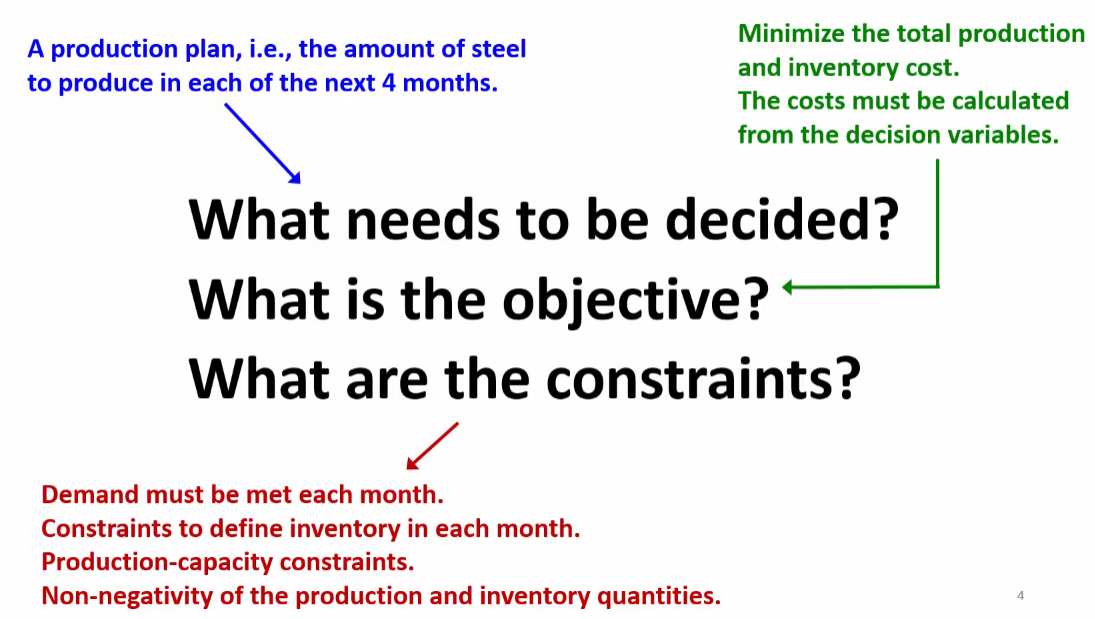 A production plan, i.e., the amount of steel
to produce in each of the next 4 months.
Minimize the total production
and inventory cost.
The costs must be calculated
from the decision variables.
What needs to be decided?
What is the objective?
What are the constraints?
Demand must be met each month.
Constraints to define inventory in each month.
Production-capacity constraints.
Non-negativity of the production and inventory quantities.
4